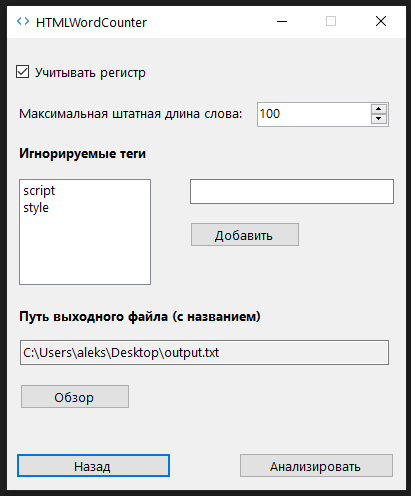 HTMLWordCounter
Учитывать регистр
Максимальная штатная длина слова: 100
Игнорируемые теги
script
style
Добавить
Путь выходного файла (с названием)
C:\Users\aleks\Desktop\output.txt
Обзор
Назад Анализировать